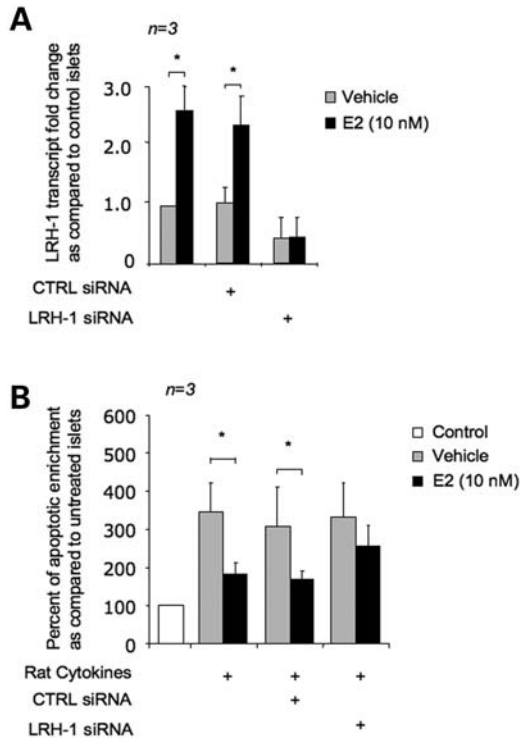 A
n=3
LRH-1 transcript fold change
as compared to control islets
3.0
2.0
1.0
0
*
*
Vehicle
E2 (10 nM)
CTRL siRNA +
LRH-1 siRNA +
B
n=3
Percent of apoptotic enrichment
as compared to untreated islets
600
500
400
300
200
100
0
*
*
Control
Vehicle
E2 (10 nM)
Rat Cytokines + + +
CTRL siRNA +
LRH-1 siRNA +